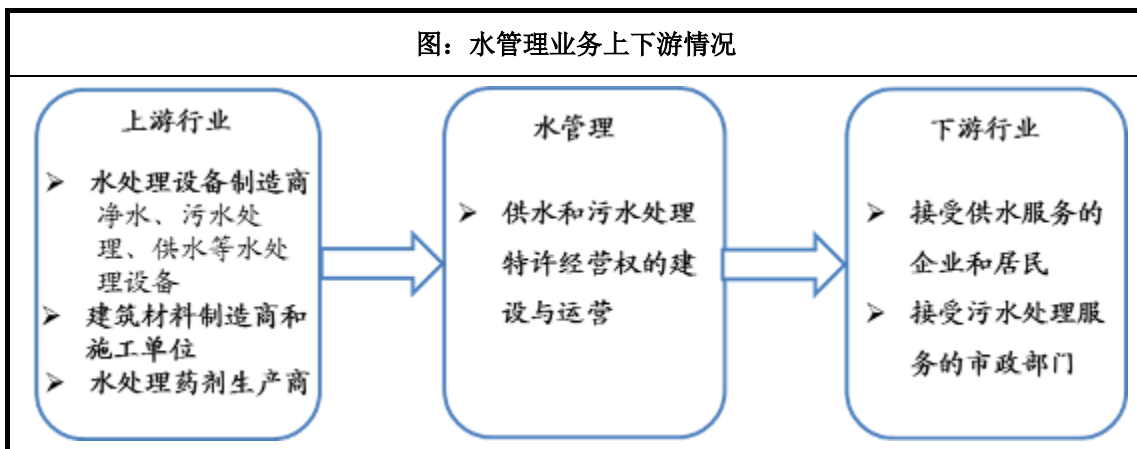 图：水管理业务上下游情况
上游行业
➢ 水处理设备制造商
净水、污水处
理、供水等水处
理设备
➢ 建筑材料制造商和
施工单位
➢ 水处理药剂生产商
水管理
➢ 供水和污水处理
特许经营权的建
设与运营
下游行业
➢ 接受供水服务的
企业和居民
➢ 接受污水处理服
务的市政部门